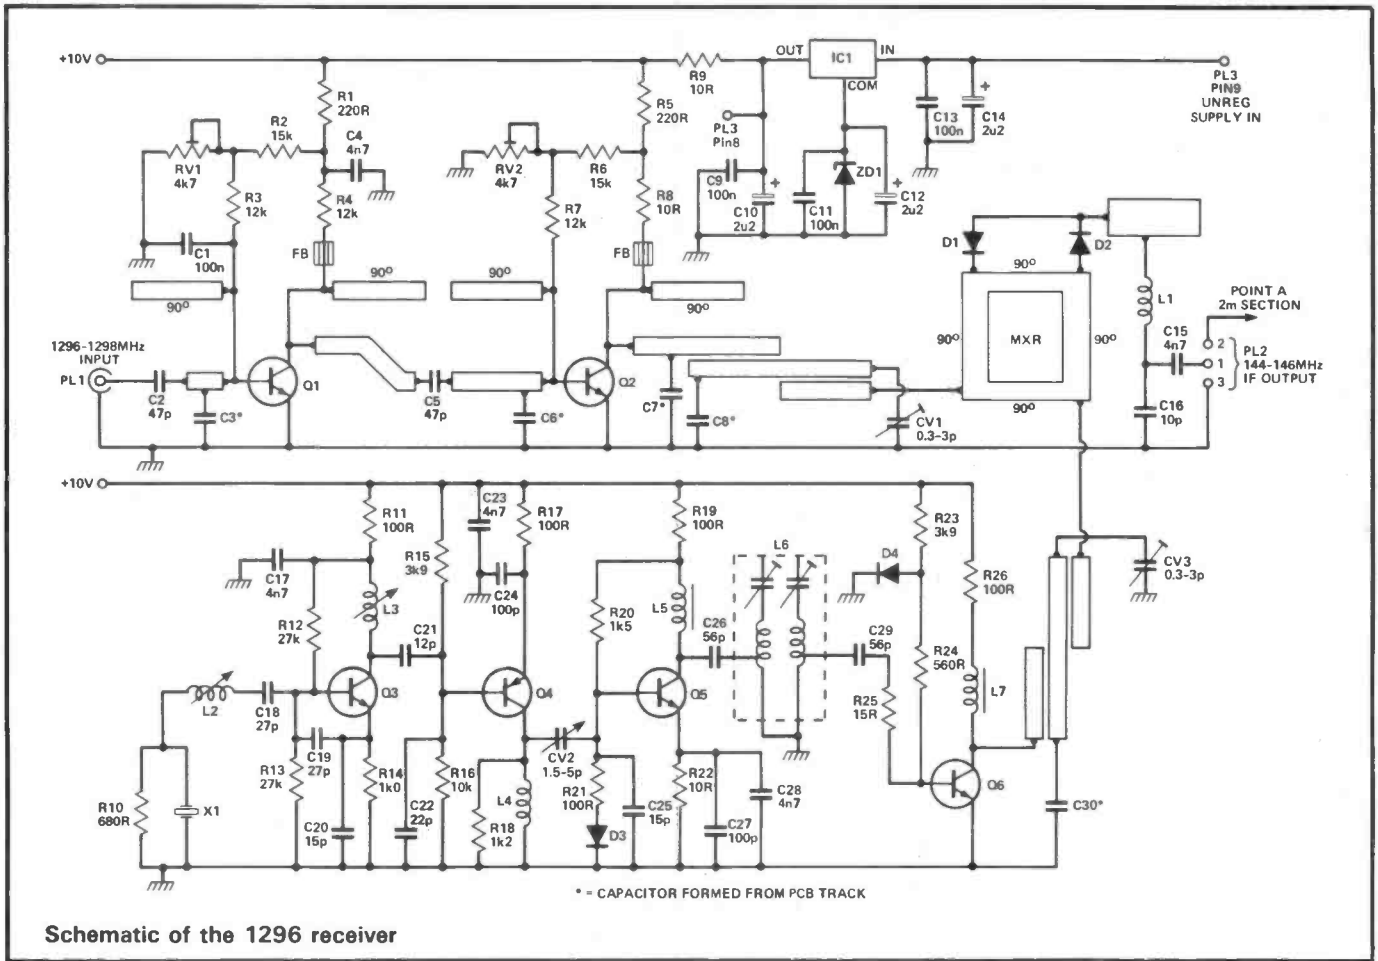 +10V
R1
220R
R2
15k
C4
4n7
RV1
4k7
R3
12k
R4
12k
C1
100n
FB
90°
90°
1296-1298MHz
INPUT
PL1
C2
47p
C3*
Q1
C5
47p
RV2
4k7
R6
15k
R5
220R
R7
12k
R8
10R
FB
90°
90°
C6*
Q2
C7*
C8*
R9
10R
OUT
IC1
IN
COM
PL3
Pin8
C9
100n
C10
2u2
+
C11
100n
ZD1
C12
2u2
+
C13
100n
C14
2u2
+
PL3
PIN9
UNREG
SUPPLY IN
D1
D2
90°
90°
MXR
90°
90°
CV1
0.3-3p
L1
C15
4n7
C16
10p
POINT A
2m SECTION
2
1
3
PL2
144-146MHz
IF OUTPUT
+10V
R11
100R
C17
4n7
R12
27k
L3
C21
12p
R15
3k9
C23
4n7
C24
100p
R17
100R
L2
C18
27p
Q3
C19
27p
R13
27k
R14
1k0
R10
680R
X1
C20
15p
C22
22p
R16
10k
R18
1k2
L4
Q4
CV2
1.5-5p
R19
100R
R20
1k5
L5
Q5
C26
56p
L6
R21
100R
D3
C25
15p
R22
10R
C27
100p
C28
4n7
C29
56p
R25
15R
D4
R23
3k9
R24
560R
R26
100R
L7
Q6
C30*
CV3
0.3-3p
* = CAPACITOR FORMED FROM PCB TRACK
Schematic of the 1296 receiver